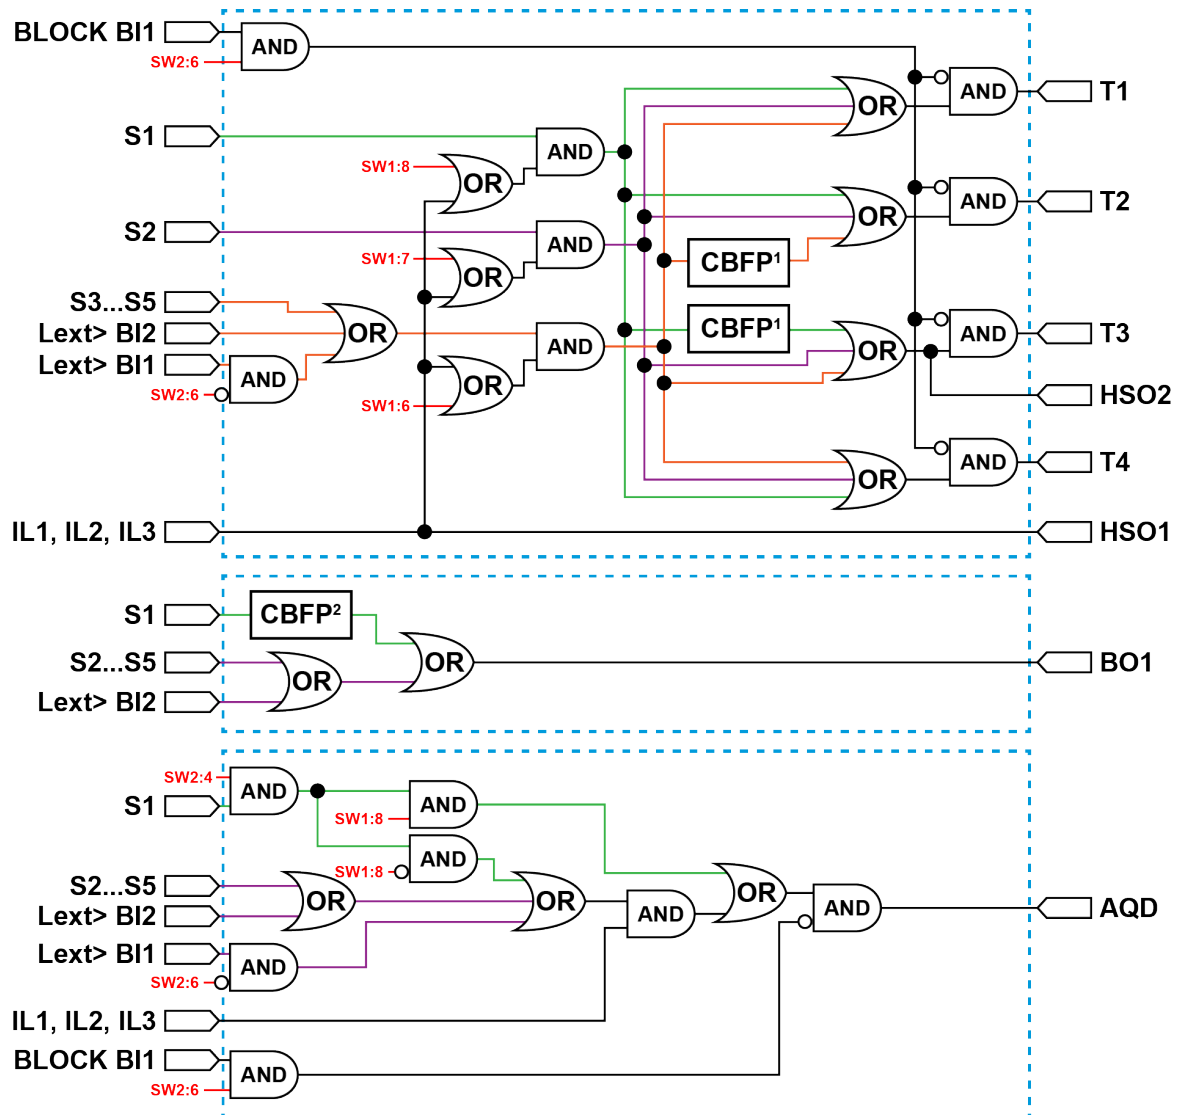 BLOCK BI1
SW2:6
AND
AND
T1
OR
S1
AND
SW1:8
OR
AND
T2
OR
S2
AND
SW1:7
OR
CBFP¹
S3...S5
Lext> BI2
OR
AND
CBFP¹
OR
AND
T3
Lext> BI1
AND
SW2:6
OR
SW1:6
HSO2
AND
T4
OR
IL1, IL2, IL3
HSO1
S1
CBFP²
S2...S5
OR
OR
BO1
Lext> BI2
SW2:4
AND
S1
AND
SW1:8
AND
SW1:8
S2...S5
OR
Lext> BI2
OR
AND
OR
AND
AQD
Lext> BI1
AND
SW2:6
IL1, IL2, IL3
BLOCK BI1
AND
SW2:6